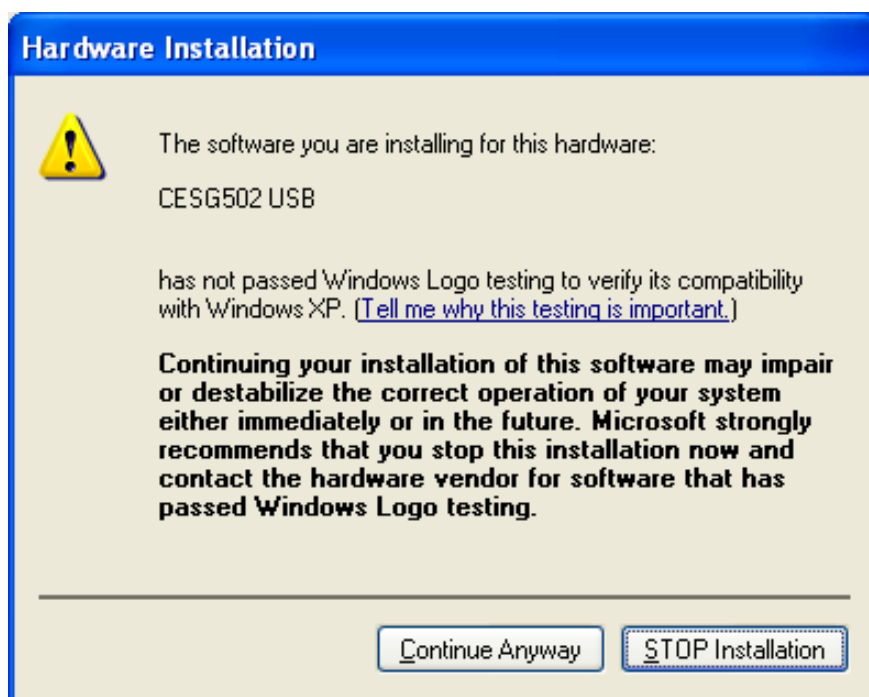 Hardware Installation
The software you are installing for this hardware:
CESG502 USB
has not passed Windows Logo testing to verify its compatibility
with Windows XP. (Tell me why this testing is important.)
Continuing your installation of this software may impair
or destabilize the correct operation of your system
either immediately or in the future. Microsoft strongly
recommends that you stop this installation now and
contact the hardware vendor for software that has
passed Windows Logo testing.
Continue Anyway
STOP Installation